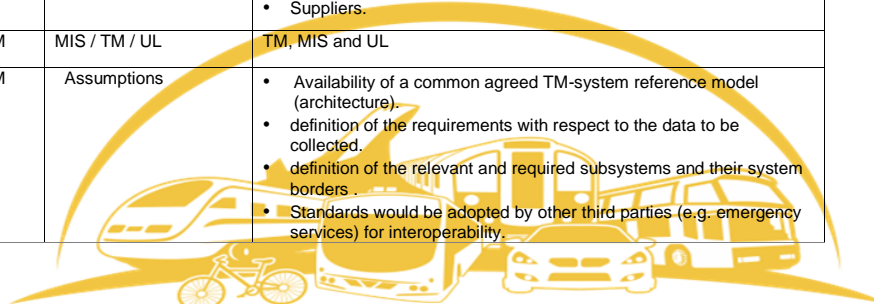 • Suppliers.
M MIS / TM / UL TM, MIS and UL
M Assumptions • Availability of a common agreed TM-system reference model
(architecture).
• definition of the requirements with respect to the data to be
collected.
• definition of the relevant and required subsystems and their system
borders .
• Standards would be adopted by other third parties (e.g. emergency
services) for interoperability.